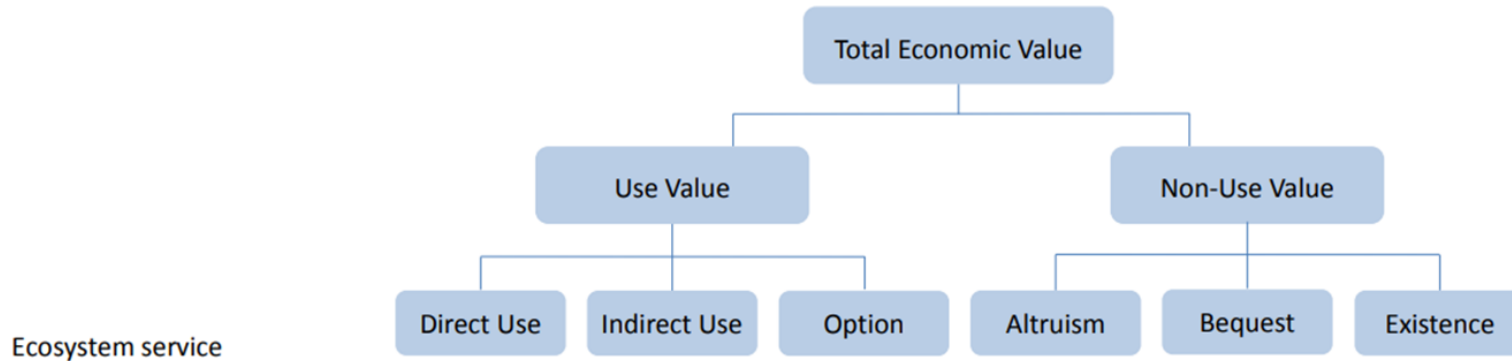 Total Economic Value
Use Value
Non-Use Value
Direct Use
Indirect Use
Option
Altruism
Bequest
Existence
Ecosystem service